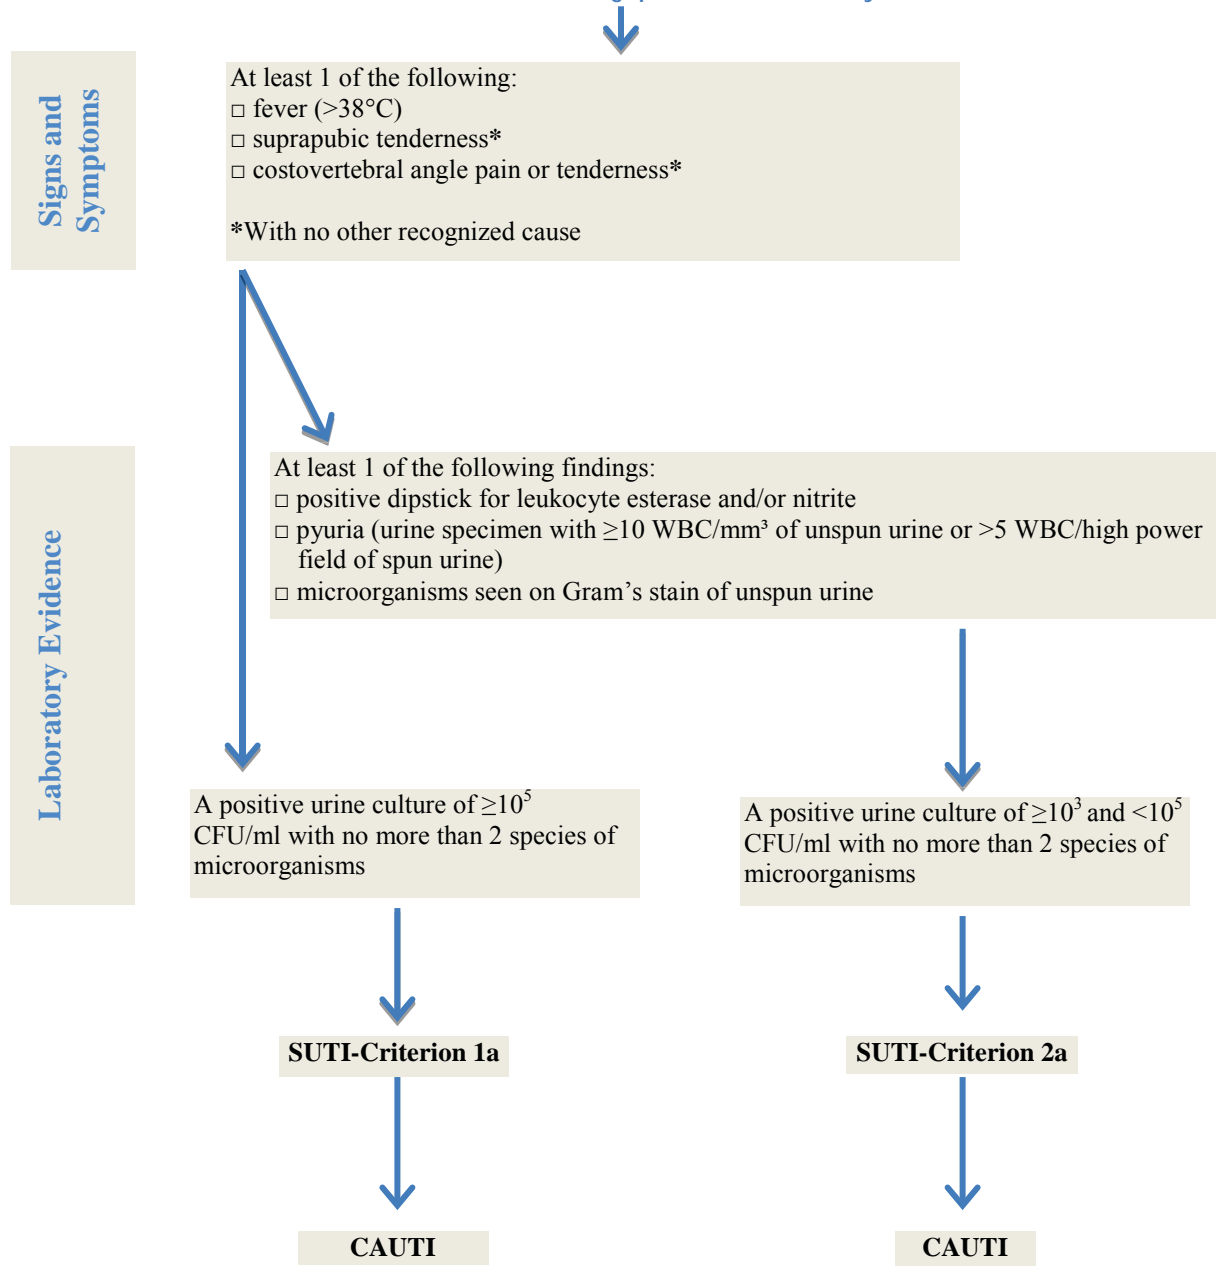 Signs and
Symptoms
At least 1 of the following:
□ fever (>38°C)
□ suprapubic tenderness*
□ costovertebral angle pain or tenderness*
*With no other recognized cause
Laboratory Evidence
At least 1 of the following findings:
□ positive dipstick for leukocyte esterase and/or nitrite
□ pyuria (urine specimen with ≥10 WBC/mm³ of unspun urine or >5 WBC/high power
field of spun urine)
□ microorganisms seen on Gram’s stain of unspun urine
A positive urine culture of ≥10⁵
CFU/ml with no more than 2 species of
microorganisms
A positive urine culture of ≥10³ and <10⁵
CFU/ml with no more than 2 species of
microorganisms
SUTI-Criterion 1a
SUTI-Criterion 2a
CAUTI
CAUTI